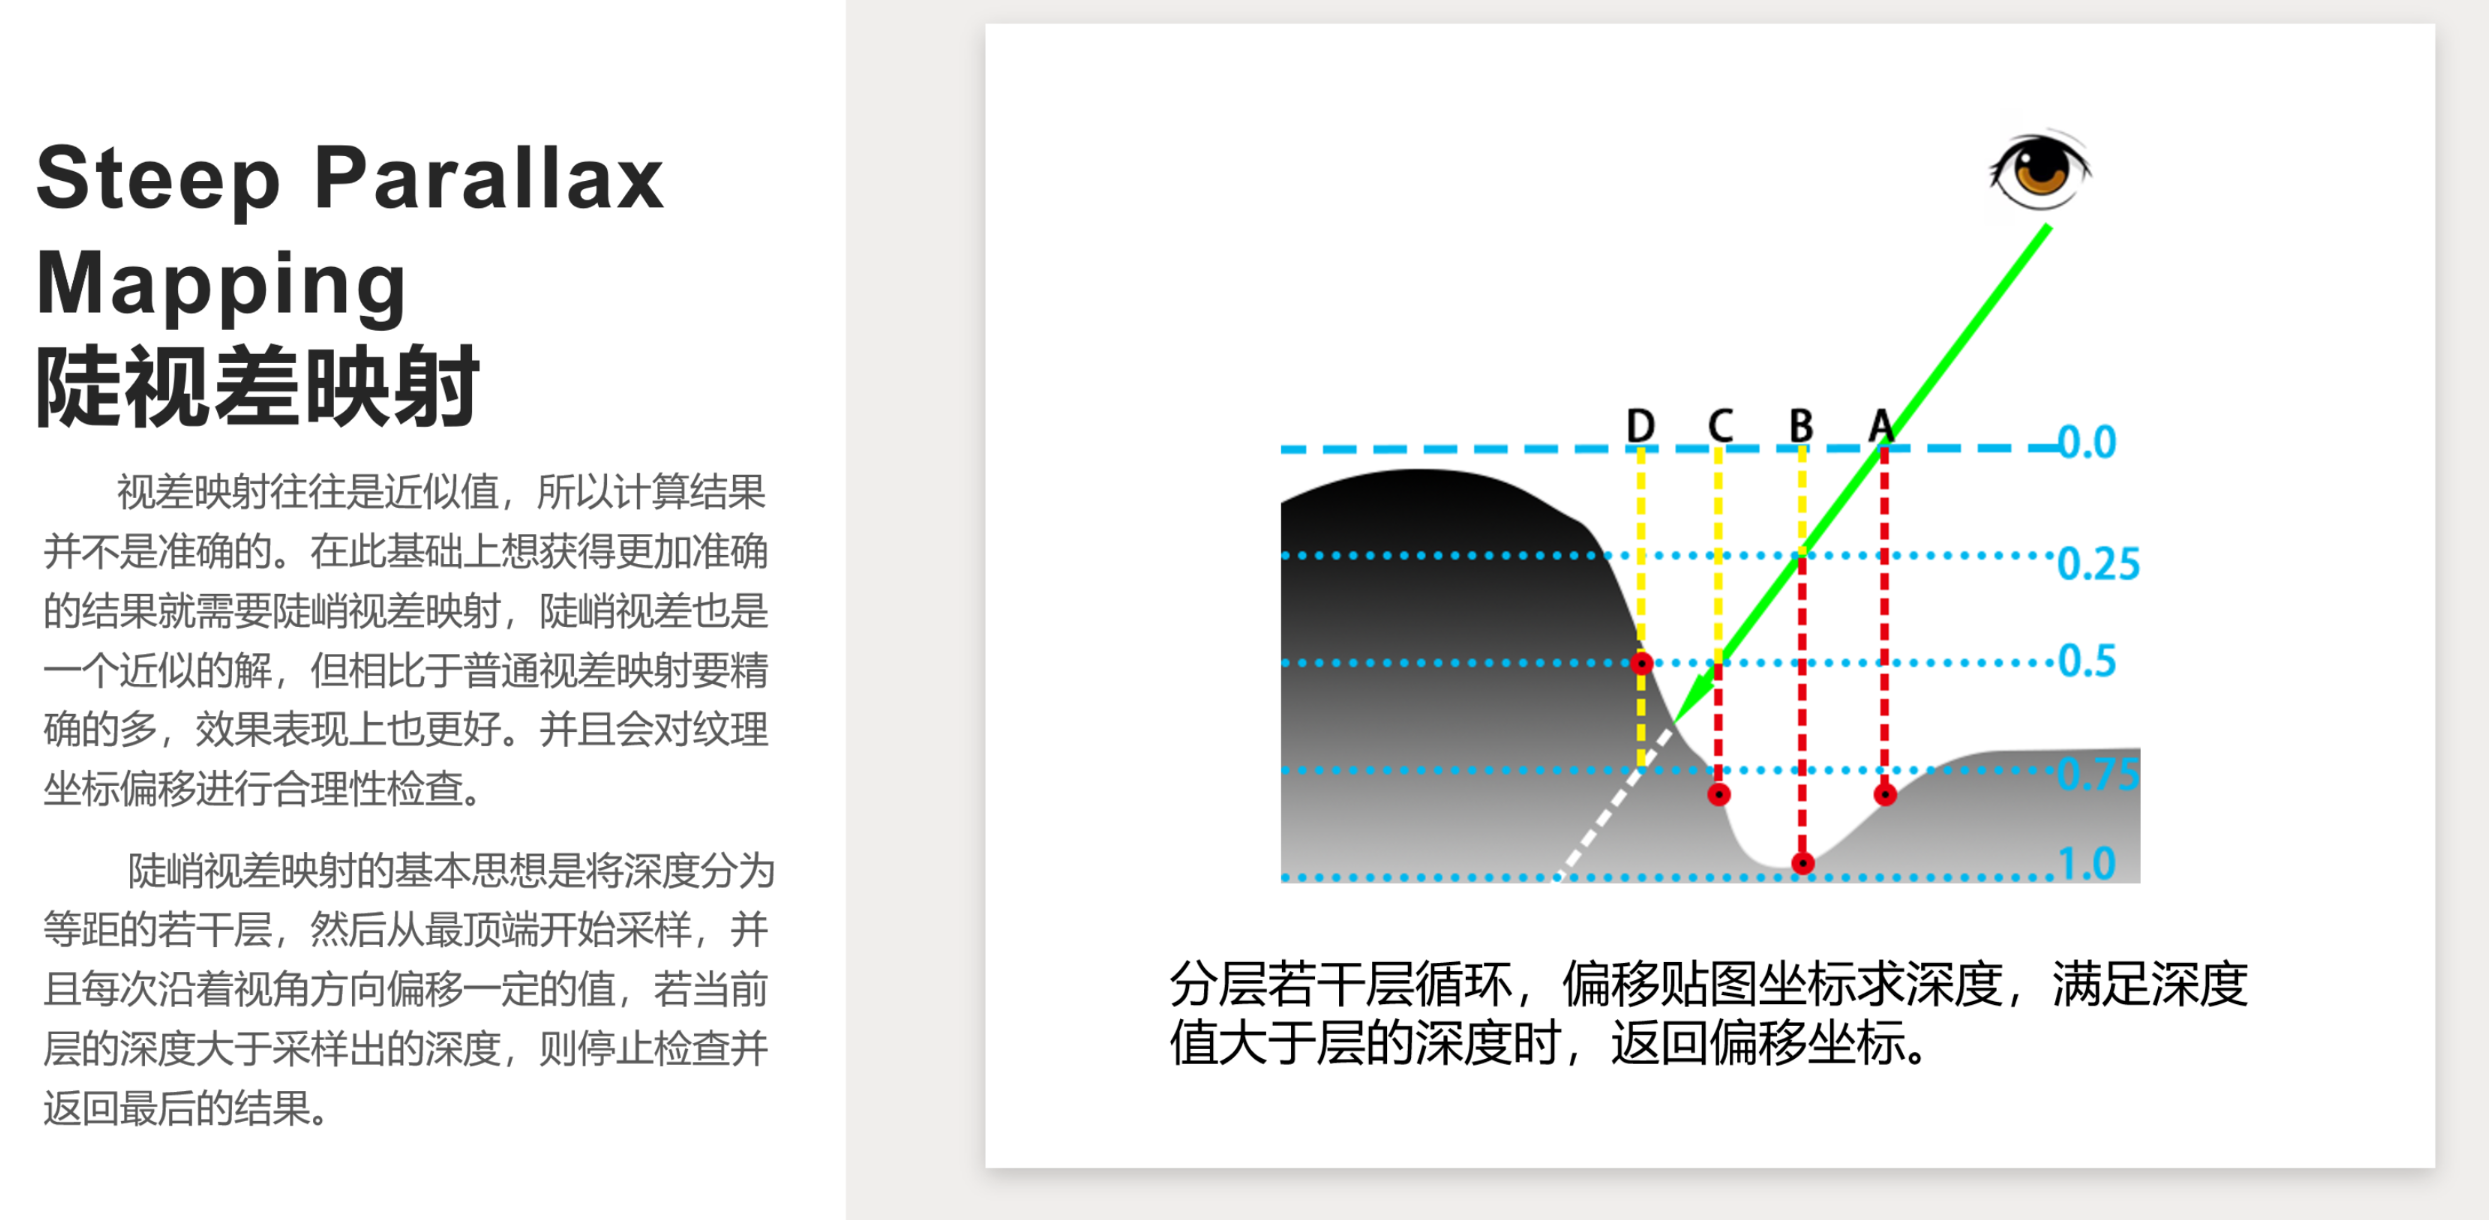 Steep Parallax
Mapping
陡视差映射
视差映射往往是近似值，所以计算结果
并不是准确的。在此基础上想获得更加准确
的结果就需要陡峭视差映射，陡峭视差也是
一个近似的解，但相比于普通视差映射要精
确的多，效果表现上也更好。并且会对纹理
坐标偏移进行合理性检查。
陡峭视差映射的基本思想是将深度分为
等距的若干层，然后从最顶端开始采样，并
且每次沿着视角方向偏移一定的值，若当前
层的深度大于采样出的深度，则停止检查并
返回最后的结果。
D C B A
0.0
0.25
0.5
0.75
1.0
分层若干层循环，偏移贴图坐标求深度，满足深度
值大于层的深度时，返回偏移坐标。